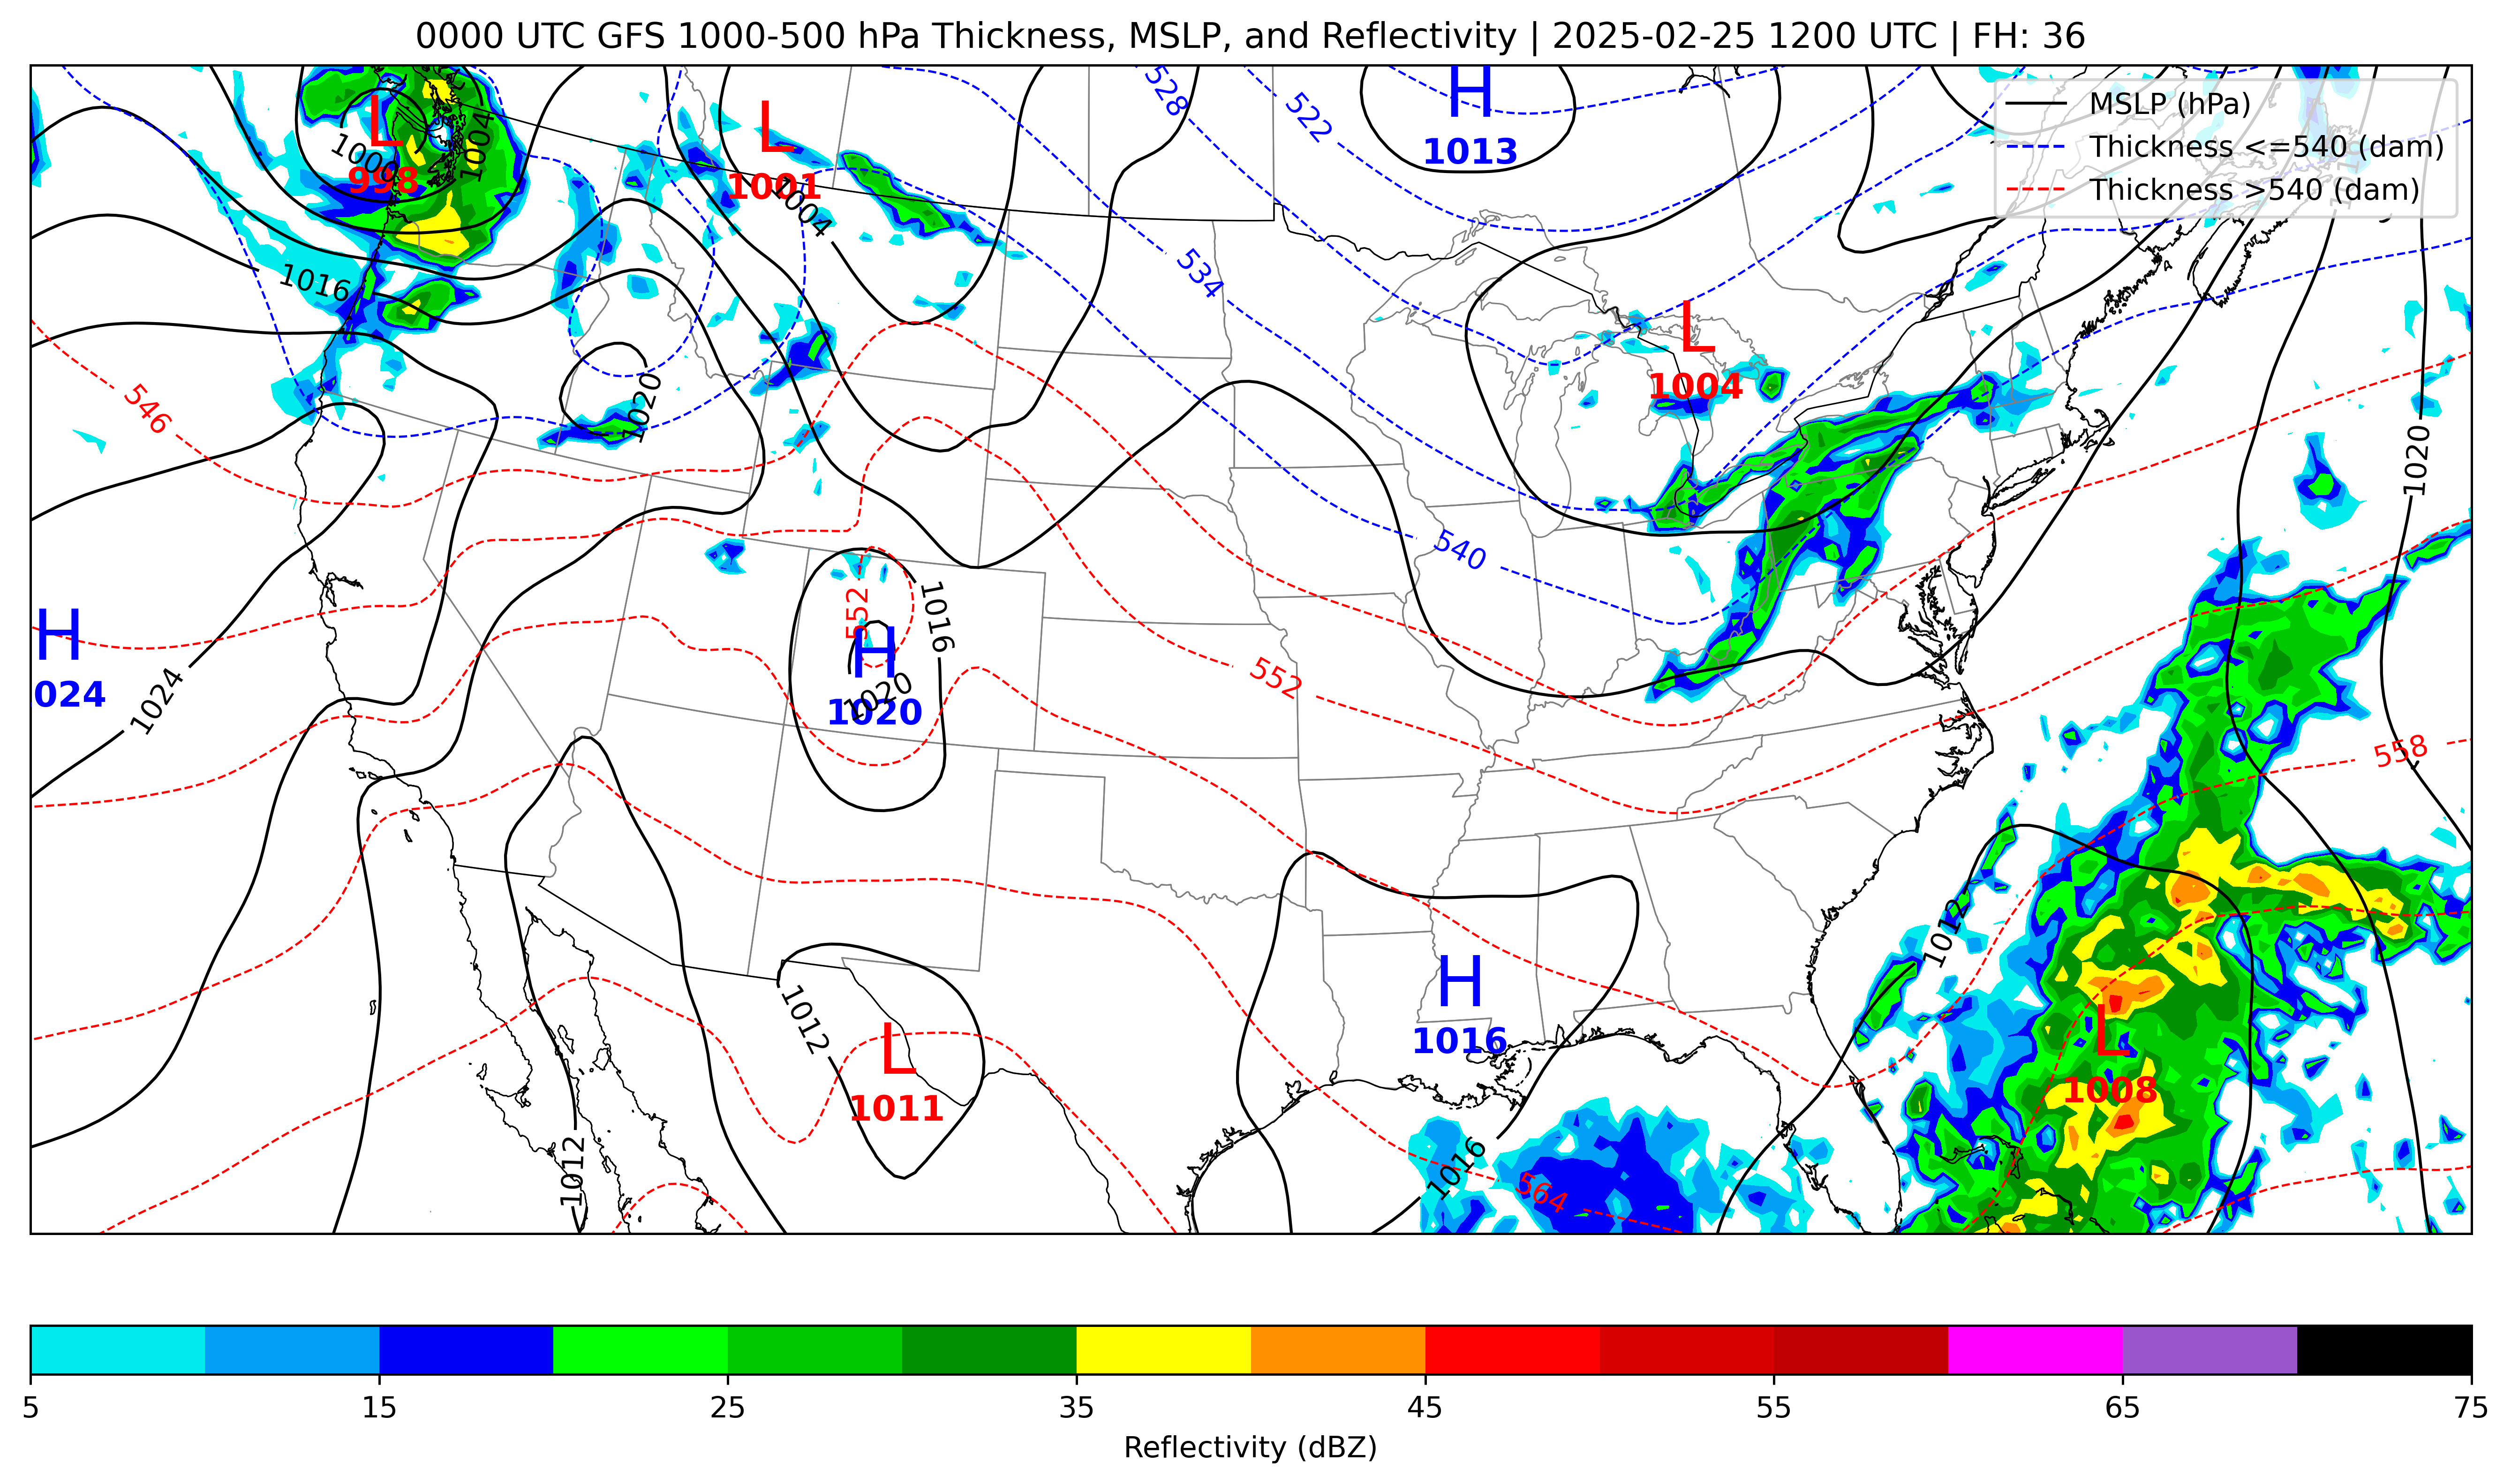 0000 UTC GFS 1000-500 hPa Thickness, MSLP, and Reflectivity | 2025-02-25 1200 UTC | FH: 36
MSLP (hPa)
Thickness <=540 (dam)
Thickness >540 (dam)
H
1013
L
998
L
1001
1000
1004
1004
528
522
534
1016
L
1004
546
1020
1020
540
552
1016
H
1020
1020
H
024
1024
552
558
1012
H
1016
L
1008
1012
L
1011
1012
1016
564
5
15
25
35
45
55
65
75
Reflectivity (dBZ)